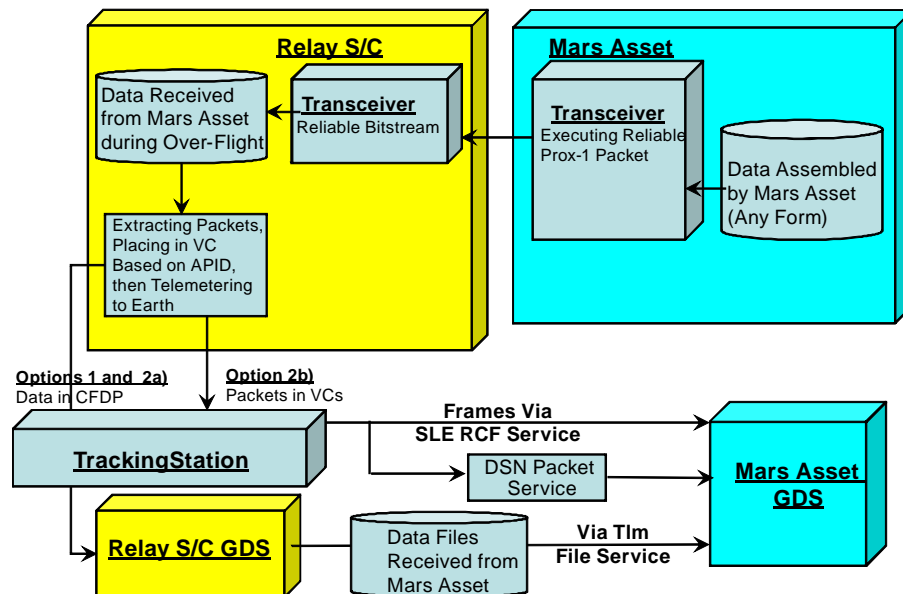 Relay S/C
Mars Asset
Data Received
from Mars Asset
during Over-Flight
Transceiver
Reliable Bitstream
Transceiver
Executing Reliable
Prox-1 Packet
Data Assembled
by Mars Asset
(Any Form)
Extracting Packets,
Placing in VC
Based on APID,
then Telemetering
to Earth
Options 1 and 2a)
Data in CFDP
Option 2b)
Packets in VCs
Frames Via
SLE RCF Service
TrackingStation
DSN Packet
Service
Mars Asset
GDS
Relay S/C GDS
Data Files
Received from
Mars Asset
Via Tlm
File Service